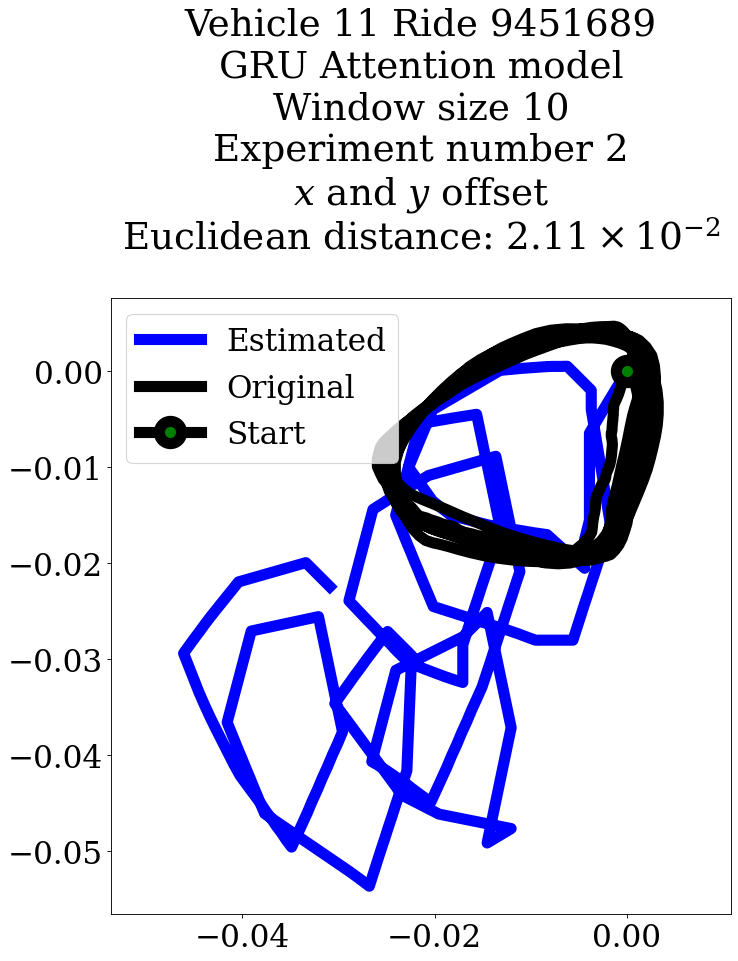 Vehicle 11 Ride 9451689
GRU Attention model
Window size 10
Experiment number 2
x and y offset
Euclidean distance: 2.11 × 10⁻²
Estimated
Original
Start
0.00
−0.01
−0.02
−0.03
−0.04
−0.05
−0.04
−0.02
0.00